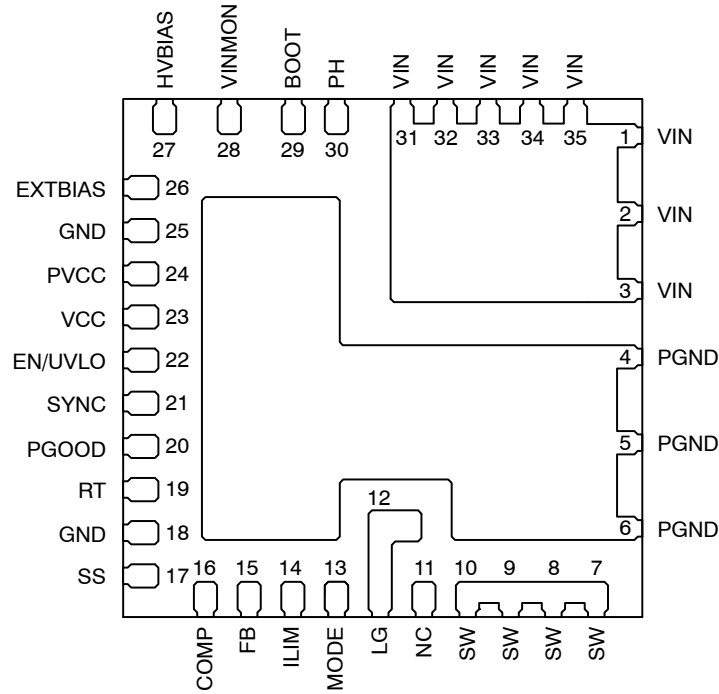 HVBIAS
VINMON
BOOT
PH
VIN
VIN
VIN
VIN
VIN
27
28
29
30
31
32
33
34
35
1
VIN
2
VIN
3
VIN
4
PGND
5
PGND
6
PGND
EXTBIAS
26
GND
25
PVCC
24
VCC
23
EN/UVLO
22
SYNC
21
PGOOD
20
RT
19
GND
18
SS
17
16
15
14
13
12
11
10
9
8
7
COMP
FB
ILIM
MODE
LG
NC
SW
SW
SW
SW